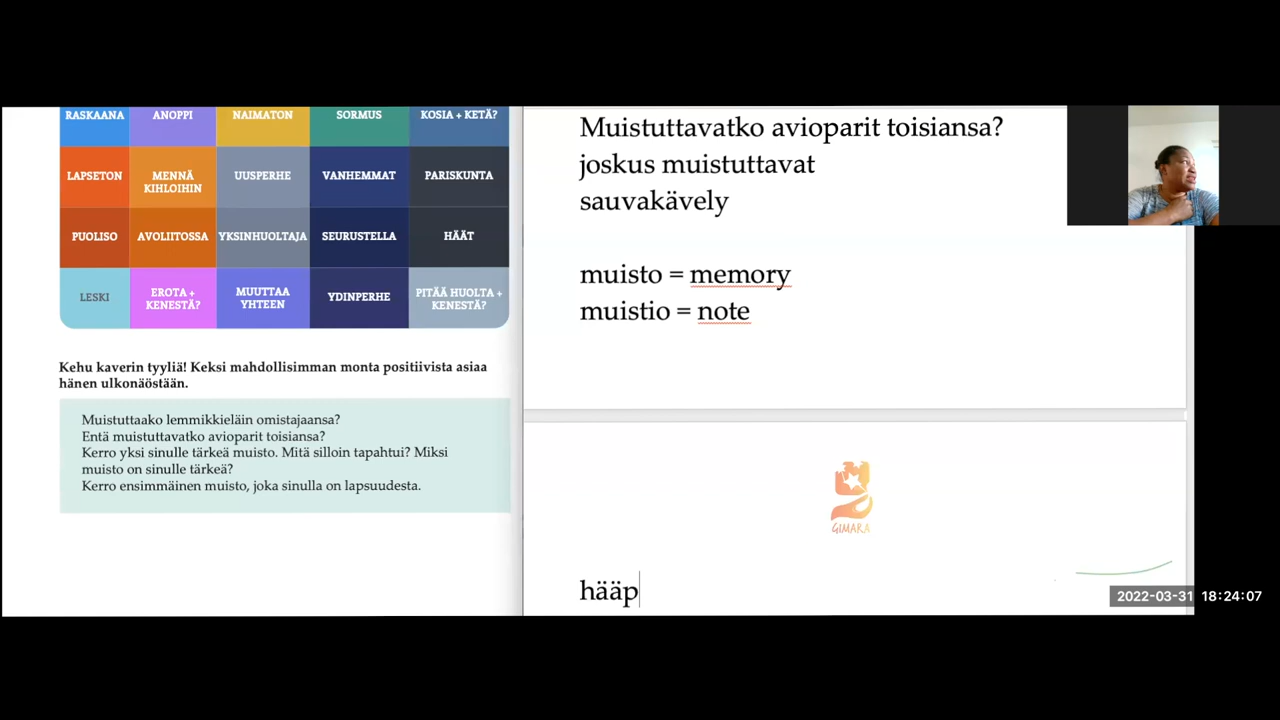 RASKAANA
ANOPPI
NAIMATON
SORMUS
KOSIA + KETÄ?
LAPSETON
MENNÄ
KIHLOIHIN
UUSPERHE
VANHEMMAT
PARISKUNTA
PUOLISO
AVOLIITOSSA
YKSINHUOLTAJA
SEURUSTELLA
HÄÄT
LESKI
EROTA +
KENESTÄ?
MUUTTAA
YHTEEN
YDINPERHE
PITÄÄ HUOLTA +
KENESTÄ?
Kehu kaverin tyyliä! Keksi mahdollisimman monta positiivista asiaa
hänen ulkonäöstään.
Muistuttaako lemmikkieläin omistajaansa?
Entä muistuttavatko avioparit toisiansa?
Kerro yksi sinulle tärkeä muisto. Mitä silloin tapahtui? Miksi
muisto on sinulle tärkeä?
Kerro ensimmäinen muisto, joka sinulla on lapsuudesta.
Muistuttavatko avioparit toisiansa?
joskus muistuttavat
sauvakävely
muisto = memory
muistio = note
GIMARA
hääp
2022-03-31 18:24:07